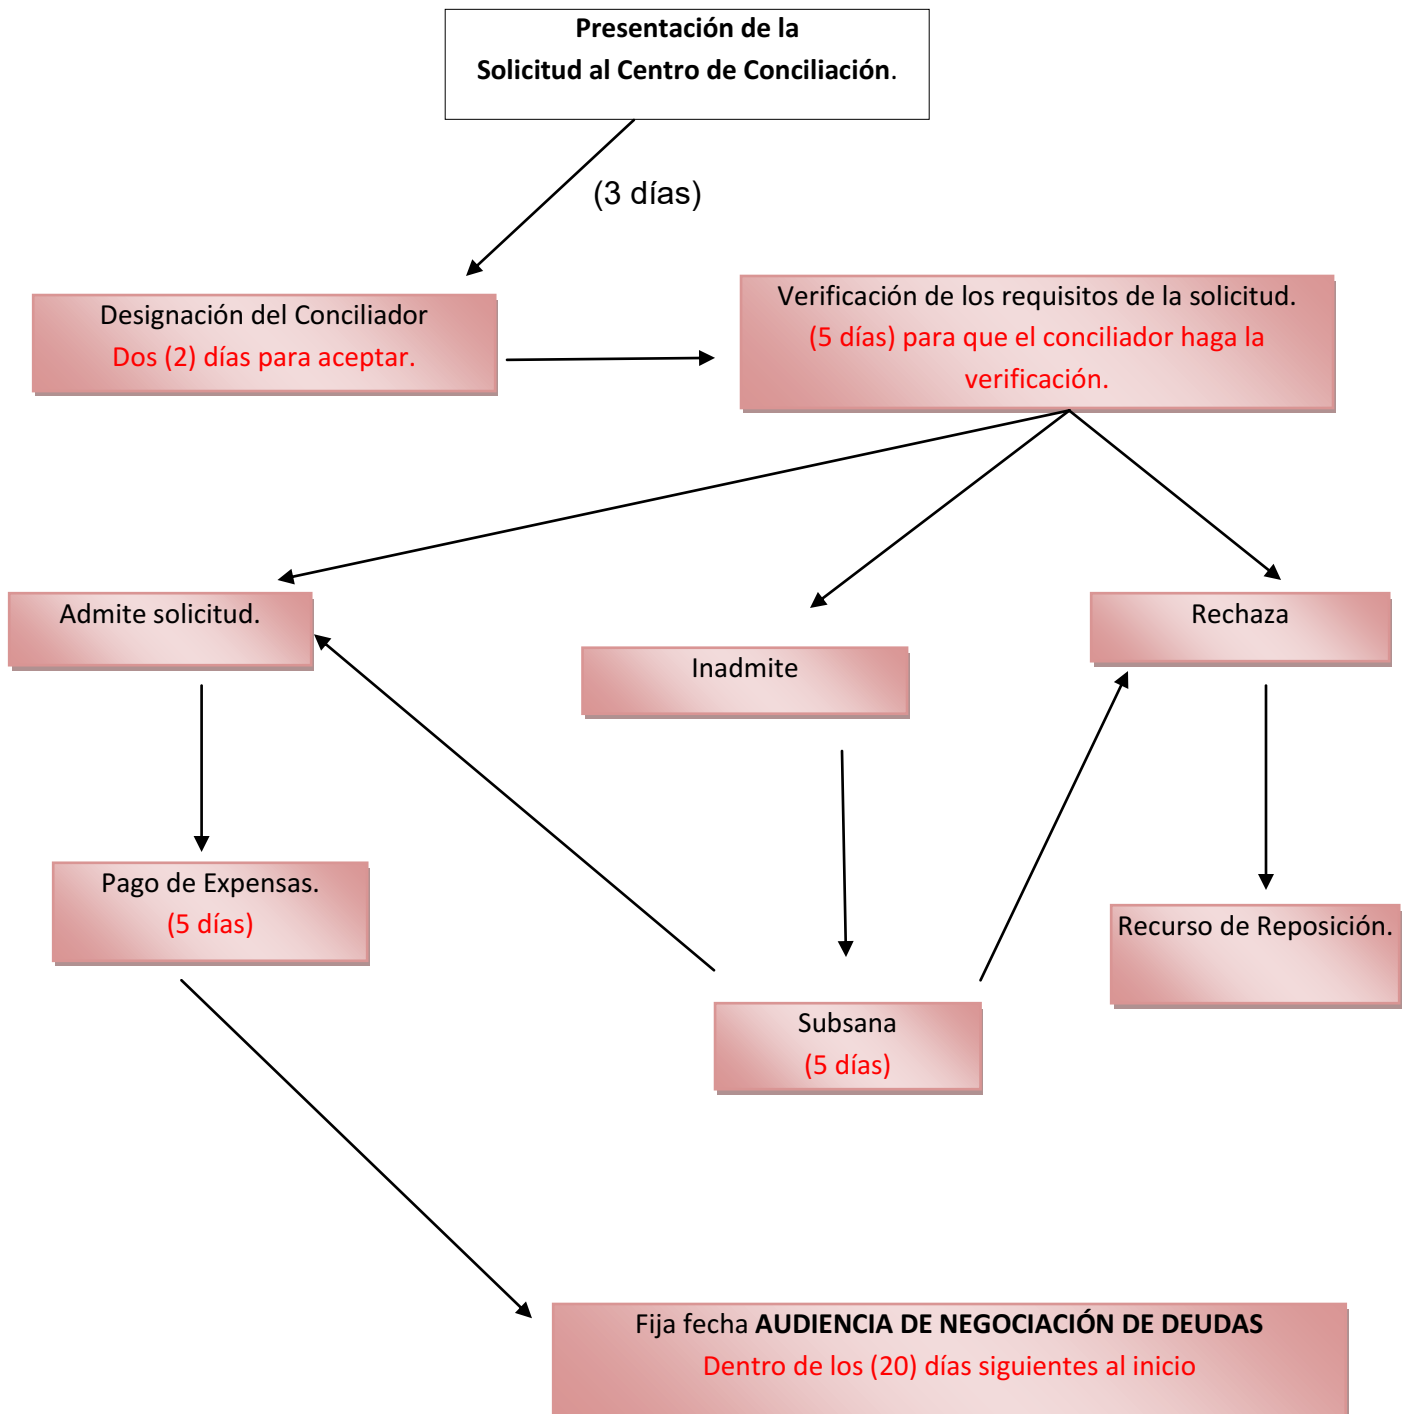 Presentación de la
Solicitud al Centro de Conciliación.
(3 días)
Designación del Conciliador
Dos (2) días para aceptar.
Verificación de los requisitos de la solicitud.
(5 días) para que el conciliador haga la
verificación.
Admite solicitud.
Inadmite
Rechaza
Pago de Expensas.
(5 días)
Recurso de Reposición.
Subsana
(5 días)
Fija fecha AUDIENCIA DE NEGOCIACIÓN DE DEUDAS
Dentro de los (20) días siguientes al inicio